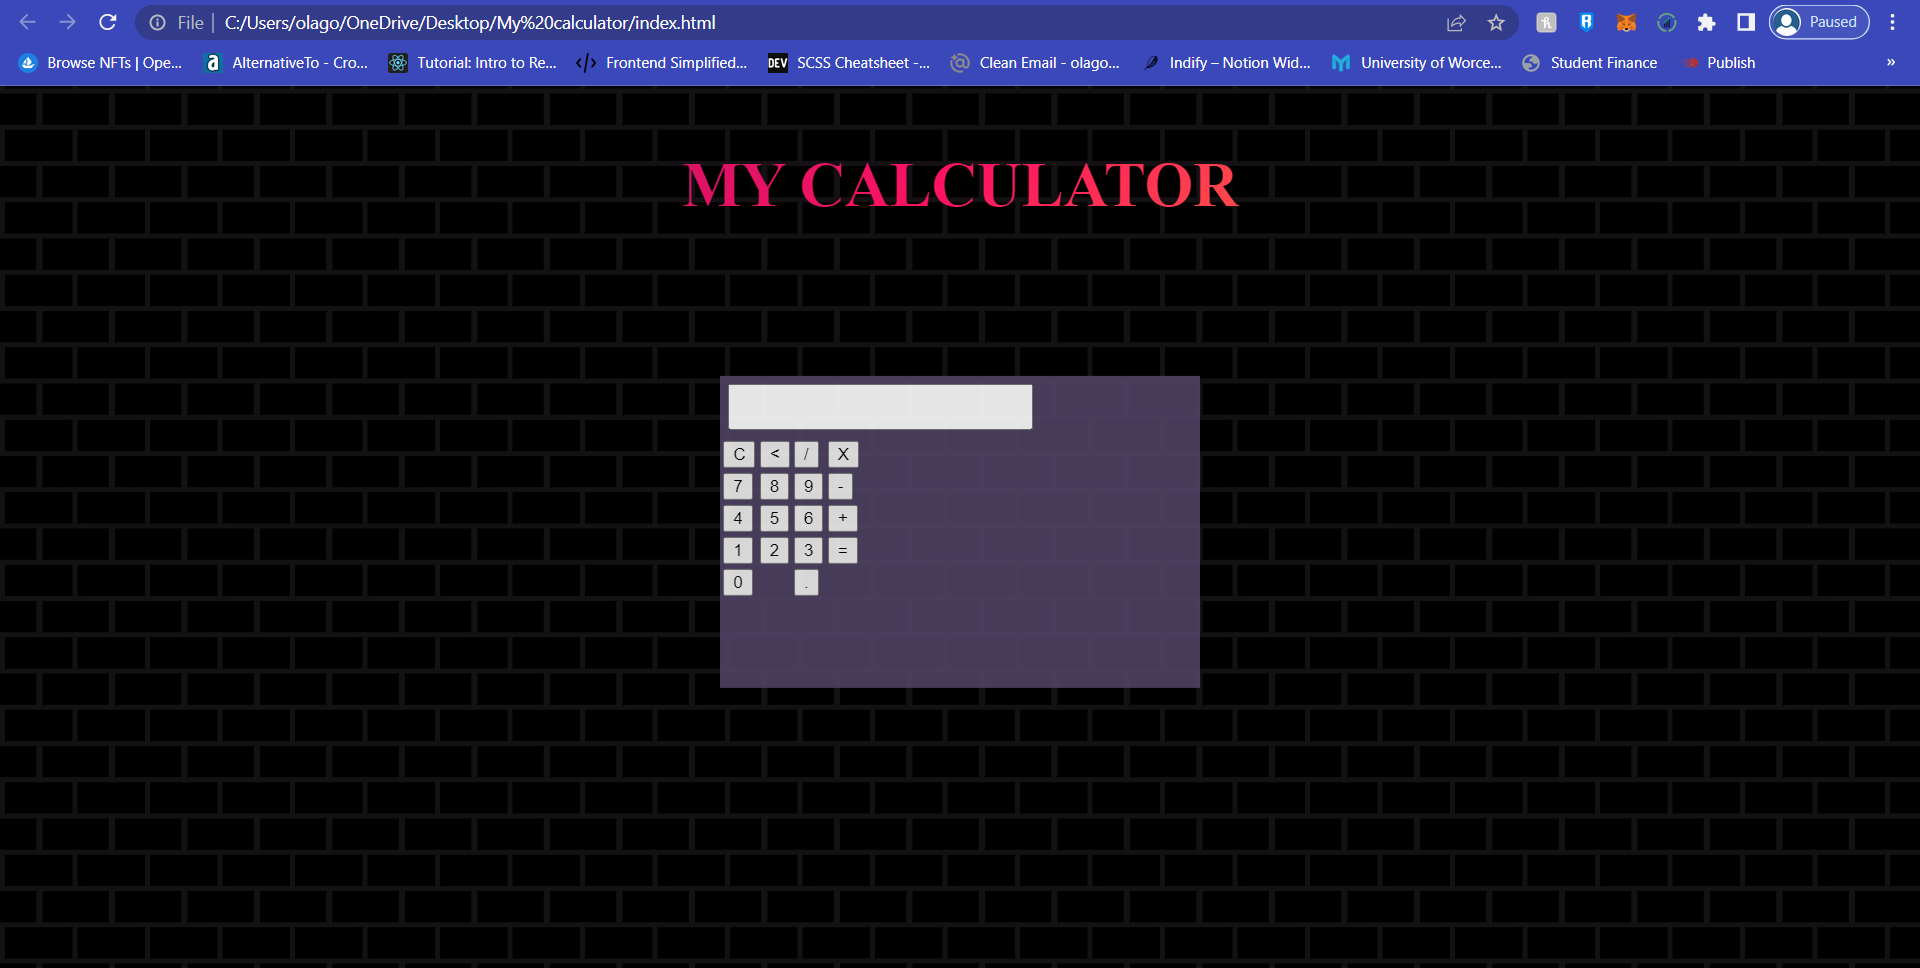 File C:/Users/olago/OneDrive/Desktop/My%20calculator/index.html Paused
Browse NFTs | Ope... AlternativeTo - Cro... Tutorial: Intro to Re... Frontend Simplified... DEV SCSS Cheatsheet -... Clean Email - olago... Indify – Notion Wid... University of Worce... Student Finance Publish »
MY CALCULATOR
C < / X
7 8 9 -
4 5 6 +
1 2 3 =
0 .